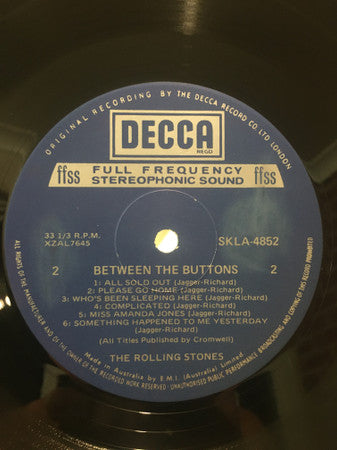 ORIGINAL RECORDING BY THE DECCA RECORD CO LTD. LONDON
DECCA
REGD
ffss FULL FREQUENCY STEREOPHONIC SOUND ffss
33 1/3 R.P.M.
XZAL7645
SKLA-4852
2 BETWEEN THE BUTTONS 2
1: ALL SOLD OUT (Jagger-Richard)
2: PLEASE GO HOME (Jagger-Richard)
3: WHO'S BEEN SLEEPING HERE (Jagger-Richard)
4: COMPLICATED (Jagger-Richard)
5: MISS AMANDA JONES (Jagger-Richard)
6: SOMETHING HAPPENED TO ME YESTERDAY
(Jagger-Richard)
(All Titles Published by Cromwell)
THE ROLLING STONES
Made in Australia by E.M.I. (Australia) Limited
ALL RIGHTS OF THE MANUFACTURER AND OF THE OWNER OF THE RECORDED WORK RESERVED · UNAUTHORISED PUBLIC PERFORMANCE BROADCASTING AND COPYING OF THIS RECORD PROHIBITED